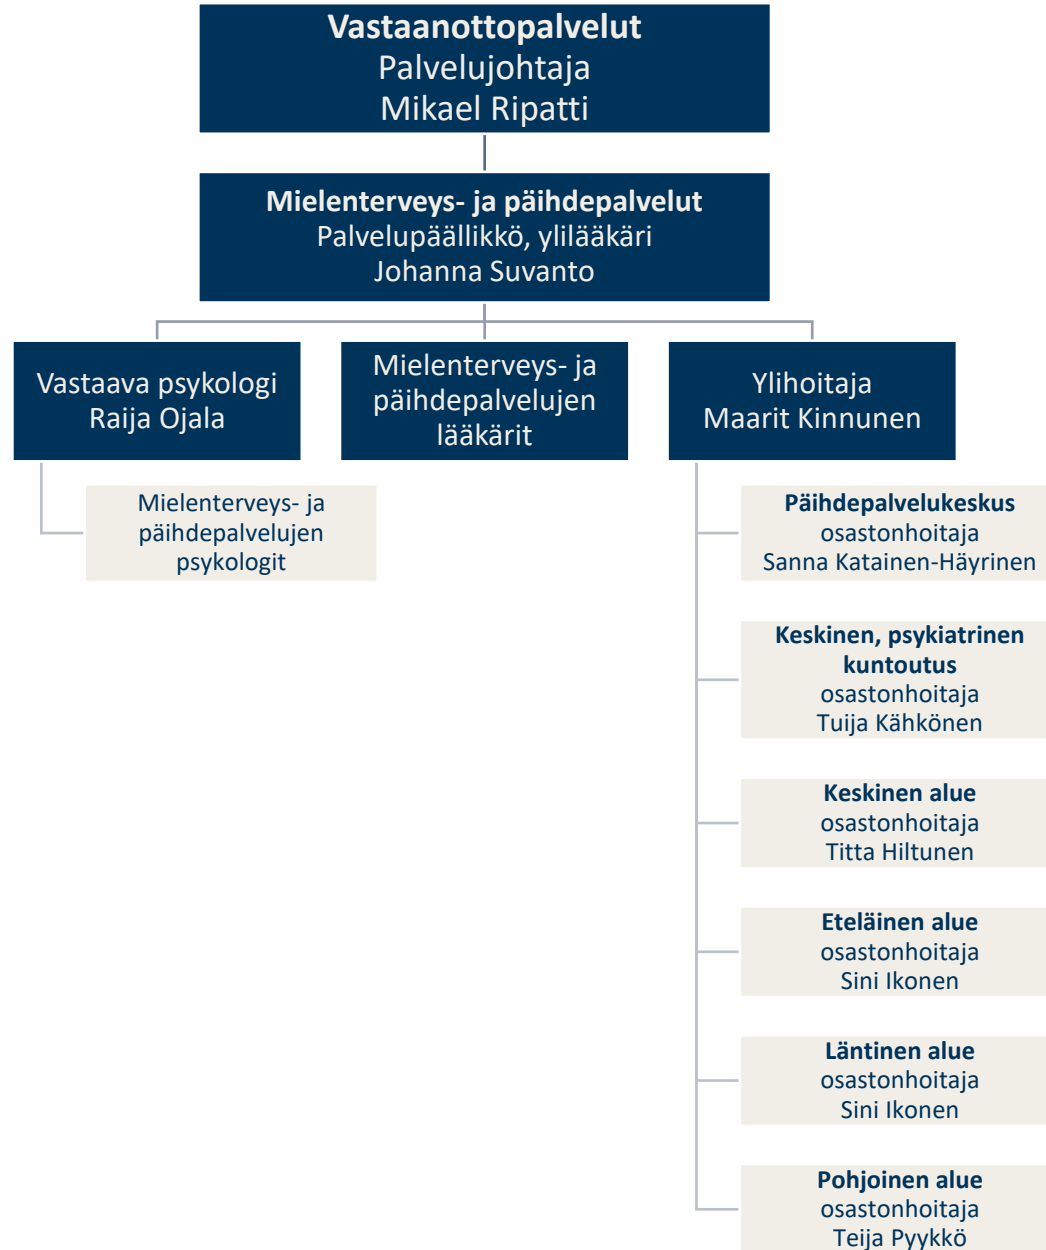 Vastaanottopalvelut
Palvelujohtaja
Mikael Ripatti
Mielenterveys- ja päihdepalvelut
Palvelupäällikkö, ylilääkäri
Johanna Suvanto
Vastaava psykologi
Raija Ojala
Mielenterveys- ja
päihdepalvelujen
lääkärit
Ylihoitaja
Maarit Kinnunen
Mielenterveys- ja
päihdepalvelujen
psykologit
Päihdepalvelukeskus
osastonhoitaja
Sanna Katainen-Häyrinen
Keskinen, psykiatrinen
kuntoutus
osastonhoitaja
Tuija Kähkönen
Keskinen alue
osastonhoitaja
Titta Hiltunen
Eteläinen alue
osastonhoitaja
Sini Ikonen
Läntinen alue
osastonhoitaja
Sini Ikonen
Pohjoinen alue
osastonhoitaja
Teija Pyykkö